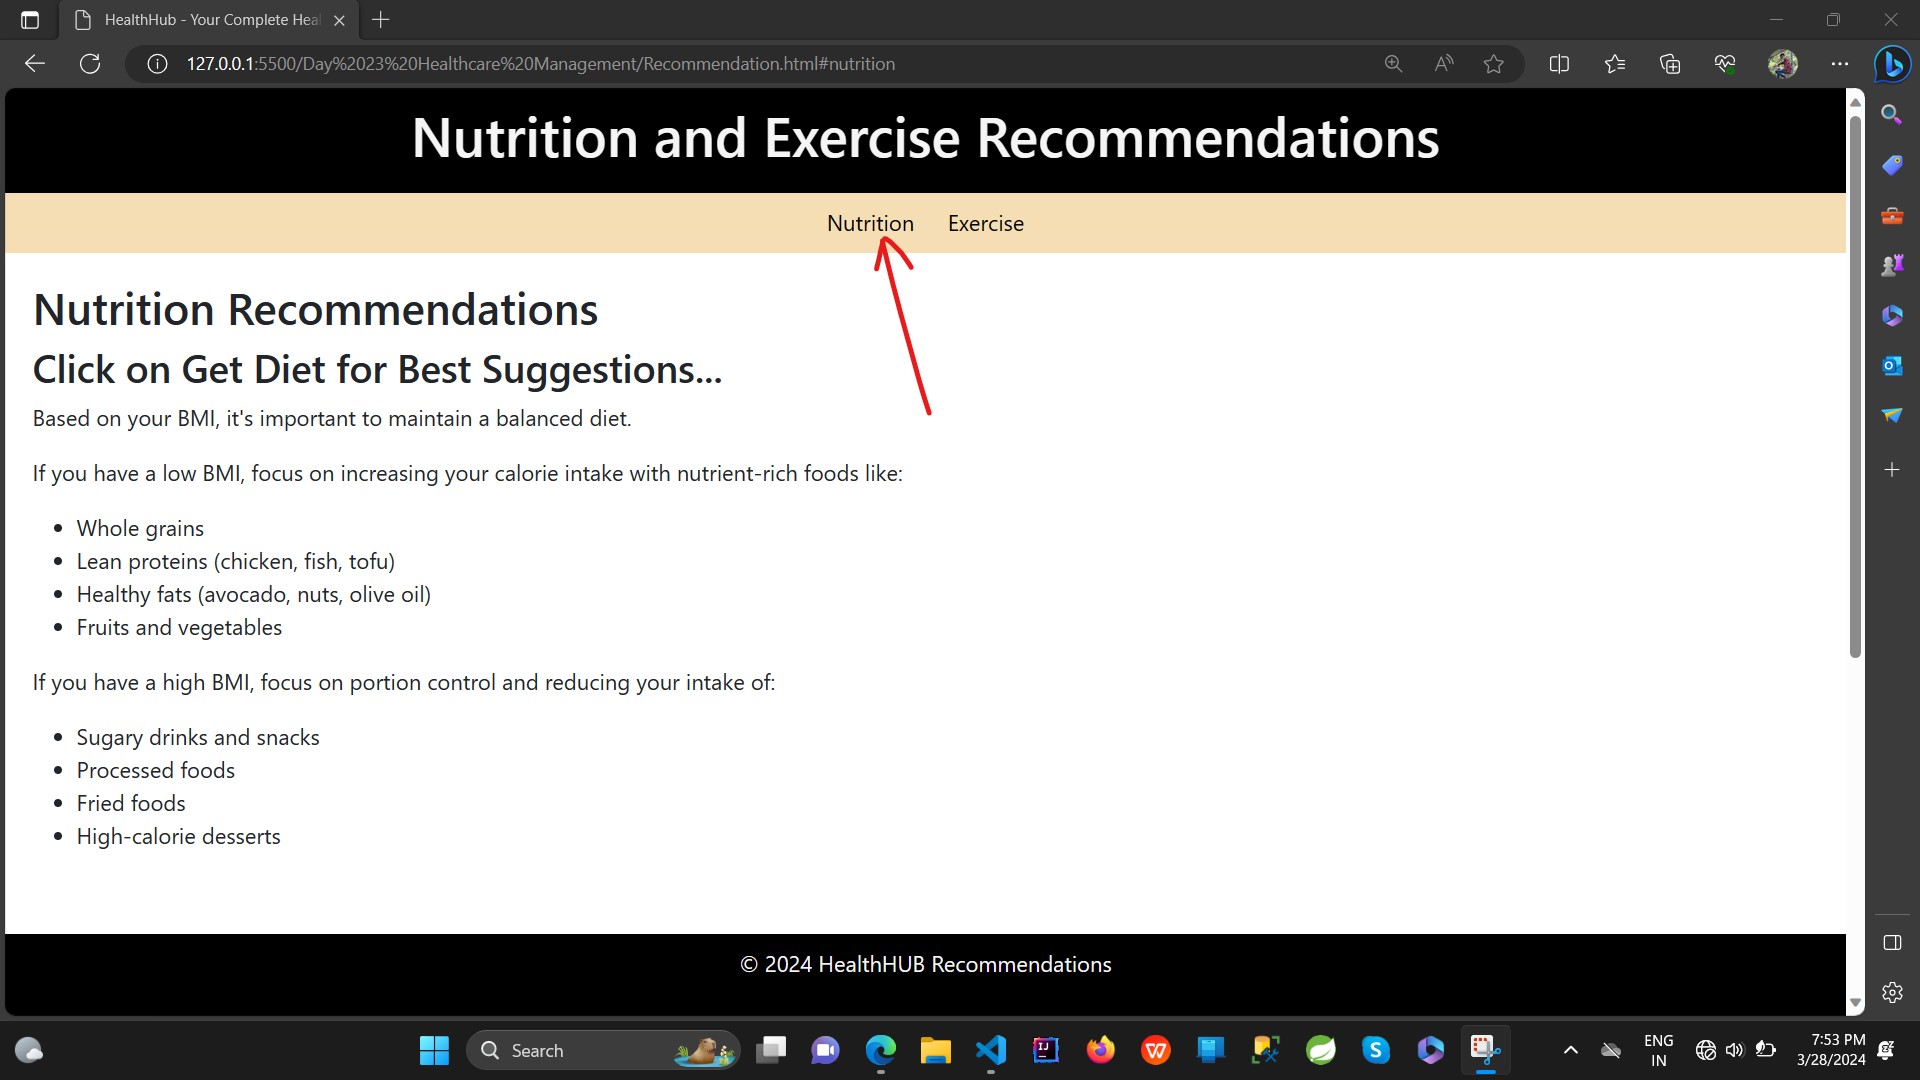 HealthHub - Your Complete Heal
127.0.0.1:5500/Day%2023%20Healthcare%20Management/Recommendation.html#nutrition
Nutrition and Exercise Recommendations
Nutrition Exercise
Nutrition Recommendations
Click on Get Diet for Best Suggestions...
Based on your BMI, it's important to maintain a balanced diet.
If you have a low BMI, focus on increasing your calorie intake with nutrient-rich foods like:
• Whole grains
• Lean proteins (chicken, fish, tofu)
• Healthy fats (avocado, nuts, olive oil)
• Fruits and vegetables
If you have a high BMI, focus on portion control and reducing your intake of:
• Sugary drinks and snacks
• Processed foods
• Fried foods
• High-calorie desserts
© 2024 HealthHUB Recommendations
Search
ENG
IN
7:53 PM
3/28/2024